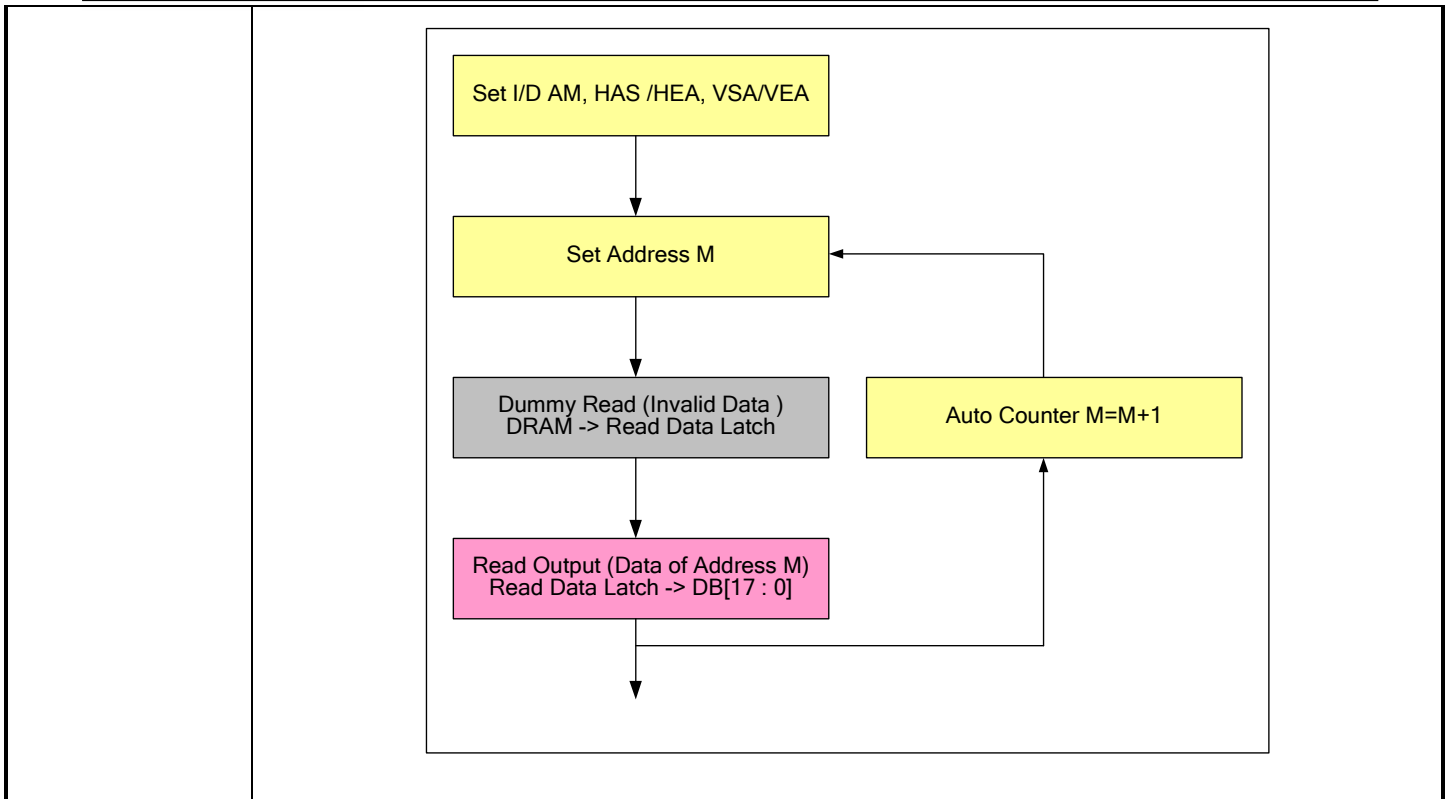 Set I/D AM, HAS /HEA, VSA/VEA
Set Address M
Dummy Read (Invalid Data )
DRAM -> Read Data Latch
Auto Counter M=M+1
Read Output (Data of Address M)
Read Data Latch -> DB[17 : 0]